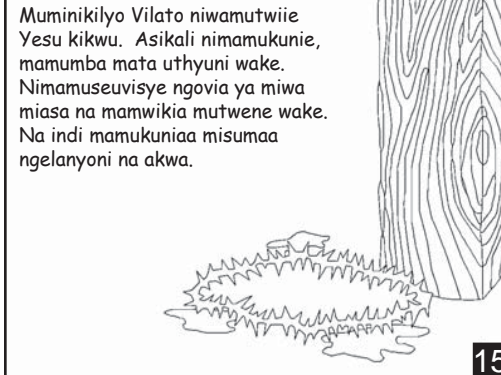 Muminikilyo Vilato niwamutwiie
Yesu kikwu. Asikali nimamukunie,
mamumba mata uthyuni wake.
Nimamuseuvisye ngovia ya miwa
miasa na mamwikia mutwene wake.
Na indi mamukuniaa misumaa
ngelanyoni na akwa.
15